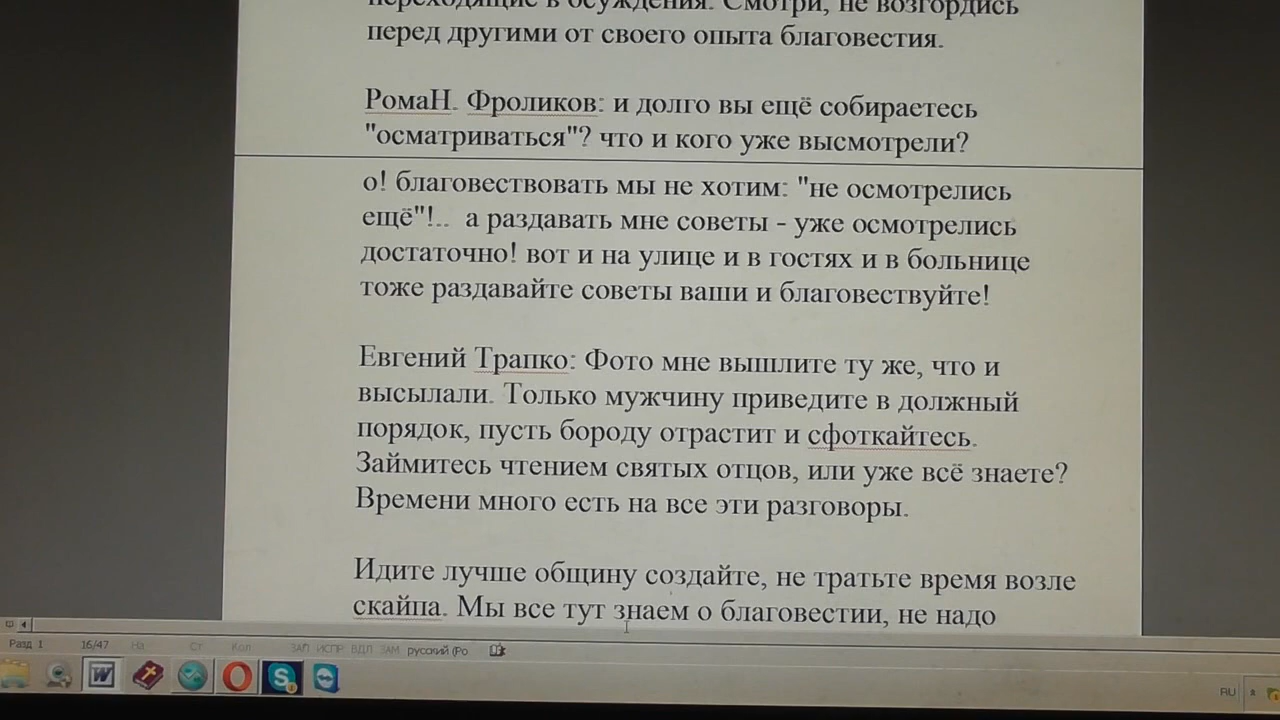 переходящие в осуждения. Смотри, не возгордись
перед другими от своего опыта благовестия.
РомаН. Фроликов: и долго вы ещё собираетесь
"осматриваться"? что и кого уже высмотрели?
о! благовествовать мы не хотим: "не осмотрелись
ещё"!.. а раздавать мне советы - уже осмотрелись
достаточно! вот и на улице и в гостях и в больнице
тоже раздавайте советы ваши и благовествуйте!
Евгений Трапко: Фото мне вышлите ту же, что и
высылали. Только мужчину приведите в должный
порядок, пусть бороду отрастит и сфоткайтесь.
Займитесь чтением святых отцов, или уже всё знаете?
Времени много есть на все эти разговоры.
Идите лучше общину создайте, не тратьте время возле
скайпа. Мы все тут знаем о благовестии, не надо
Разд 1 16/47 На Ст Кол ЗАП ИСПР ВДЛ ЗАМ русский (Ро
W S RU